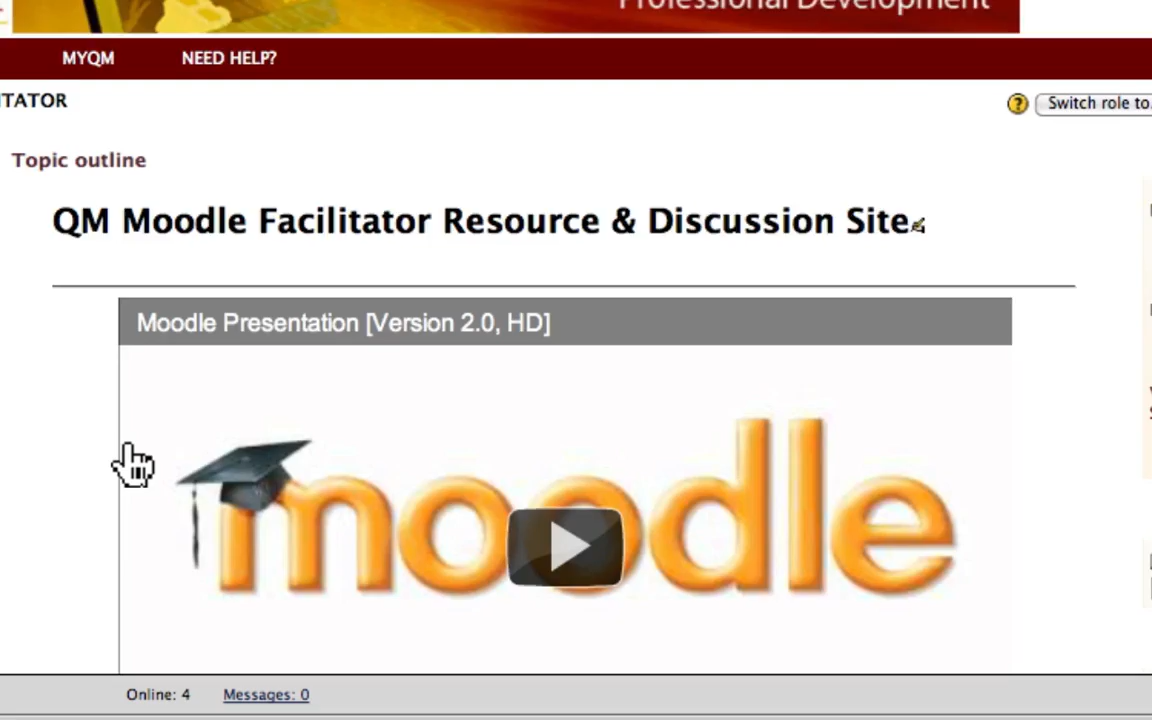 Professional Development
MYQM NEED HELP?
TATOR
Switch role to.
Topic outline
QM Moodle Facilitator Resource & Discussion Site
Moodle Presentation [Version 2.0, HD]
moodle
Online: 4 Messages: 0